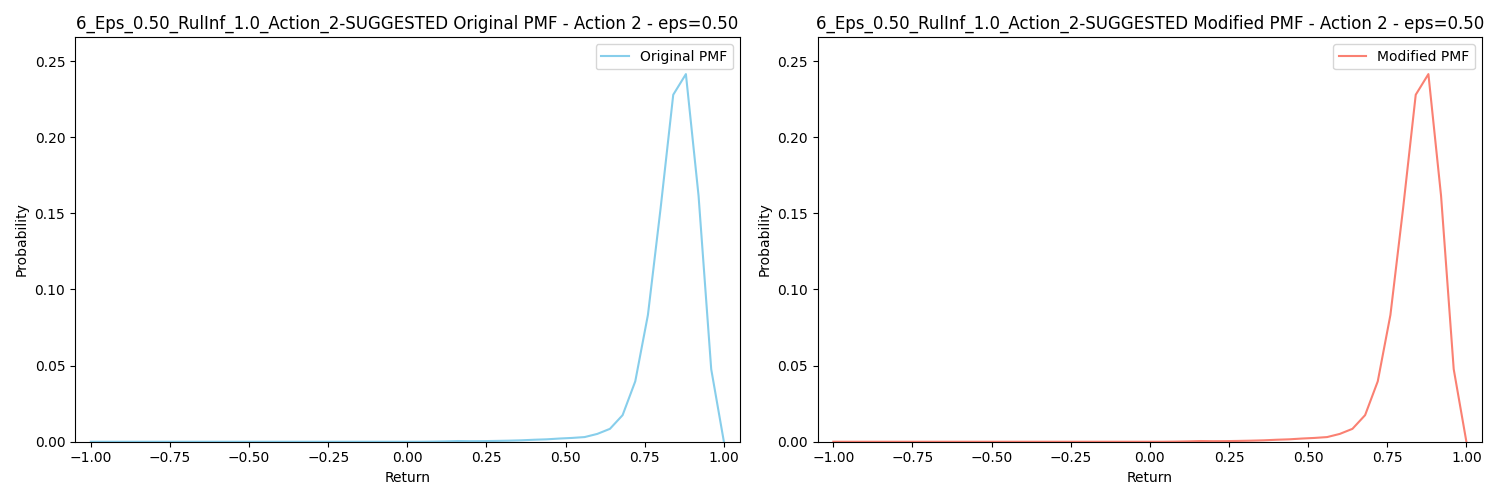 6_Eps_0.50_RulInf_1.0_Action_2-SUGGESTED Original PMF - Action 2 - eps=0.50
Original PMF
0.25
0.20
0.15
0.10
0.05
0.00
Probability
−1.00 −0.75 −0.50 −0.25 0.00 0.25 0.50 0.75 1.00
Return
6_Eps_0.50_RulInf_1.0_Action_2-SUGGESTED Modified PMF - Action 2 - eps=0.50
Modified PMF
0.25
0.20
0.15
0.10
0.05
0.00
Probability
−1.00 −0.75 −0.50 −0.25 0.00 0.25 0.50 0.75 1.00
Return